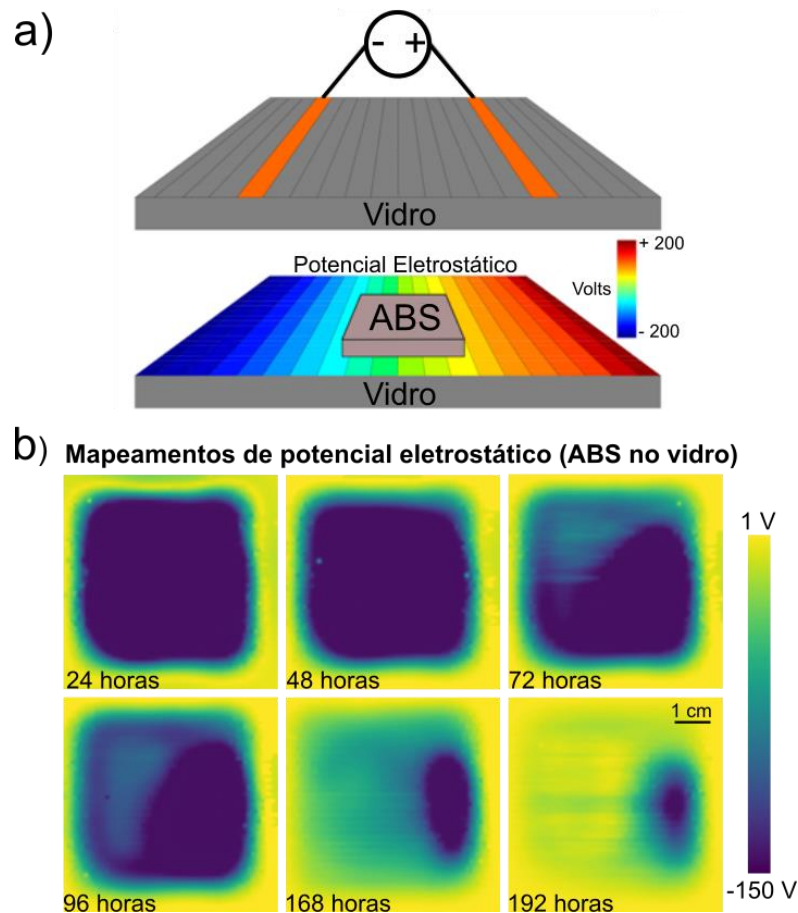 a)
- +
Vidro
Potencial Eletrostático
+ 200
Volts
- 200
ABS
Vidro
b) Mapeamentos de potencial eletrostático (ABS no vidro)
24 horas
48 horas
72 horas
1 V
96 horas
168 horas
192 horas
1 cm
-150 V